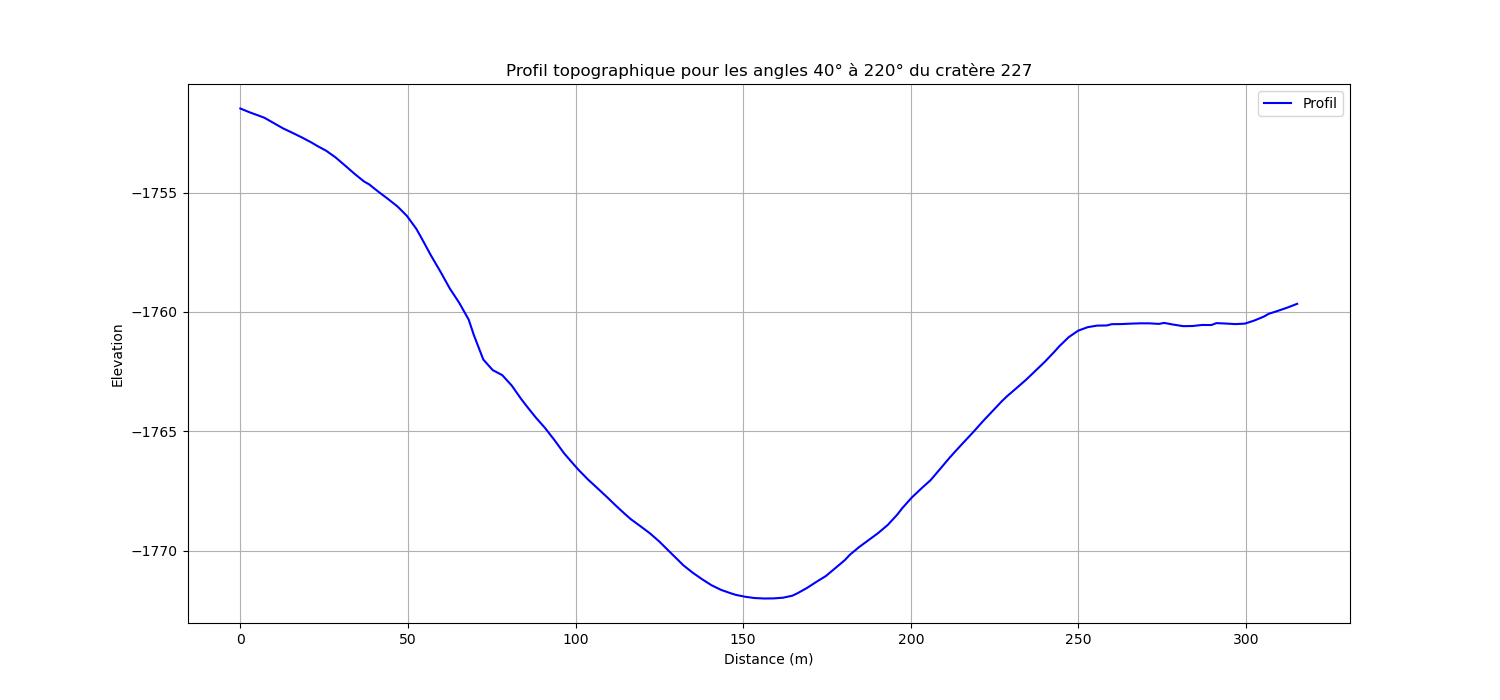 Profil topographique pour les angles 40° à 220° du cratère 227
Profil
−1755
−1760
−1765
−1770
Elevation
0 50 100 150 200 250 300
Distance (m)